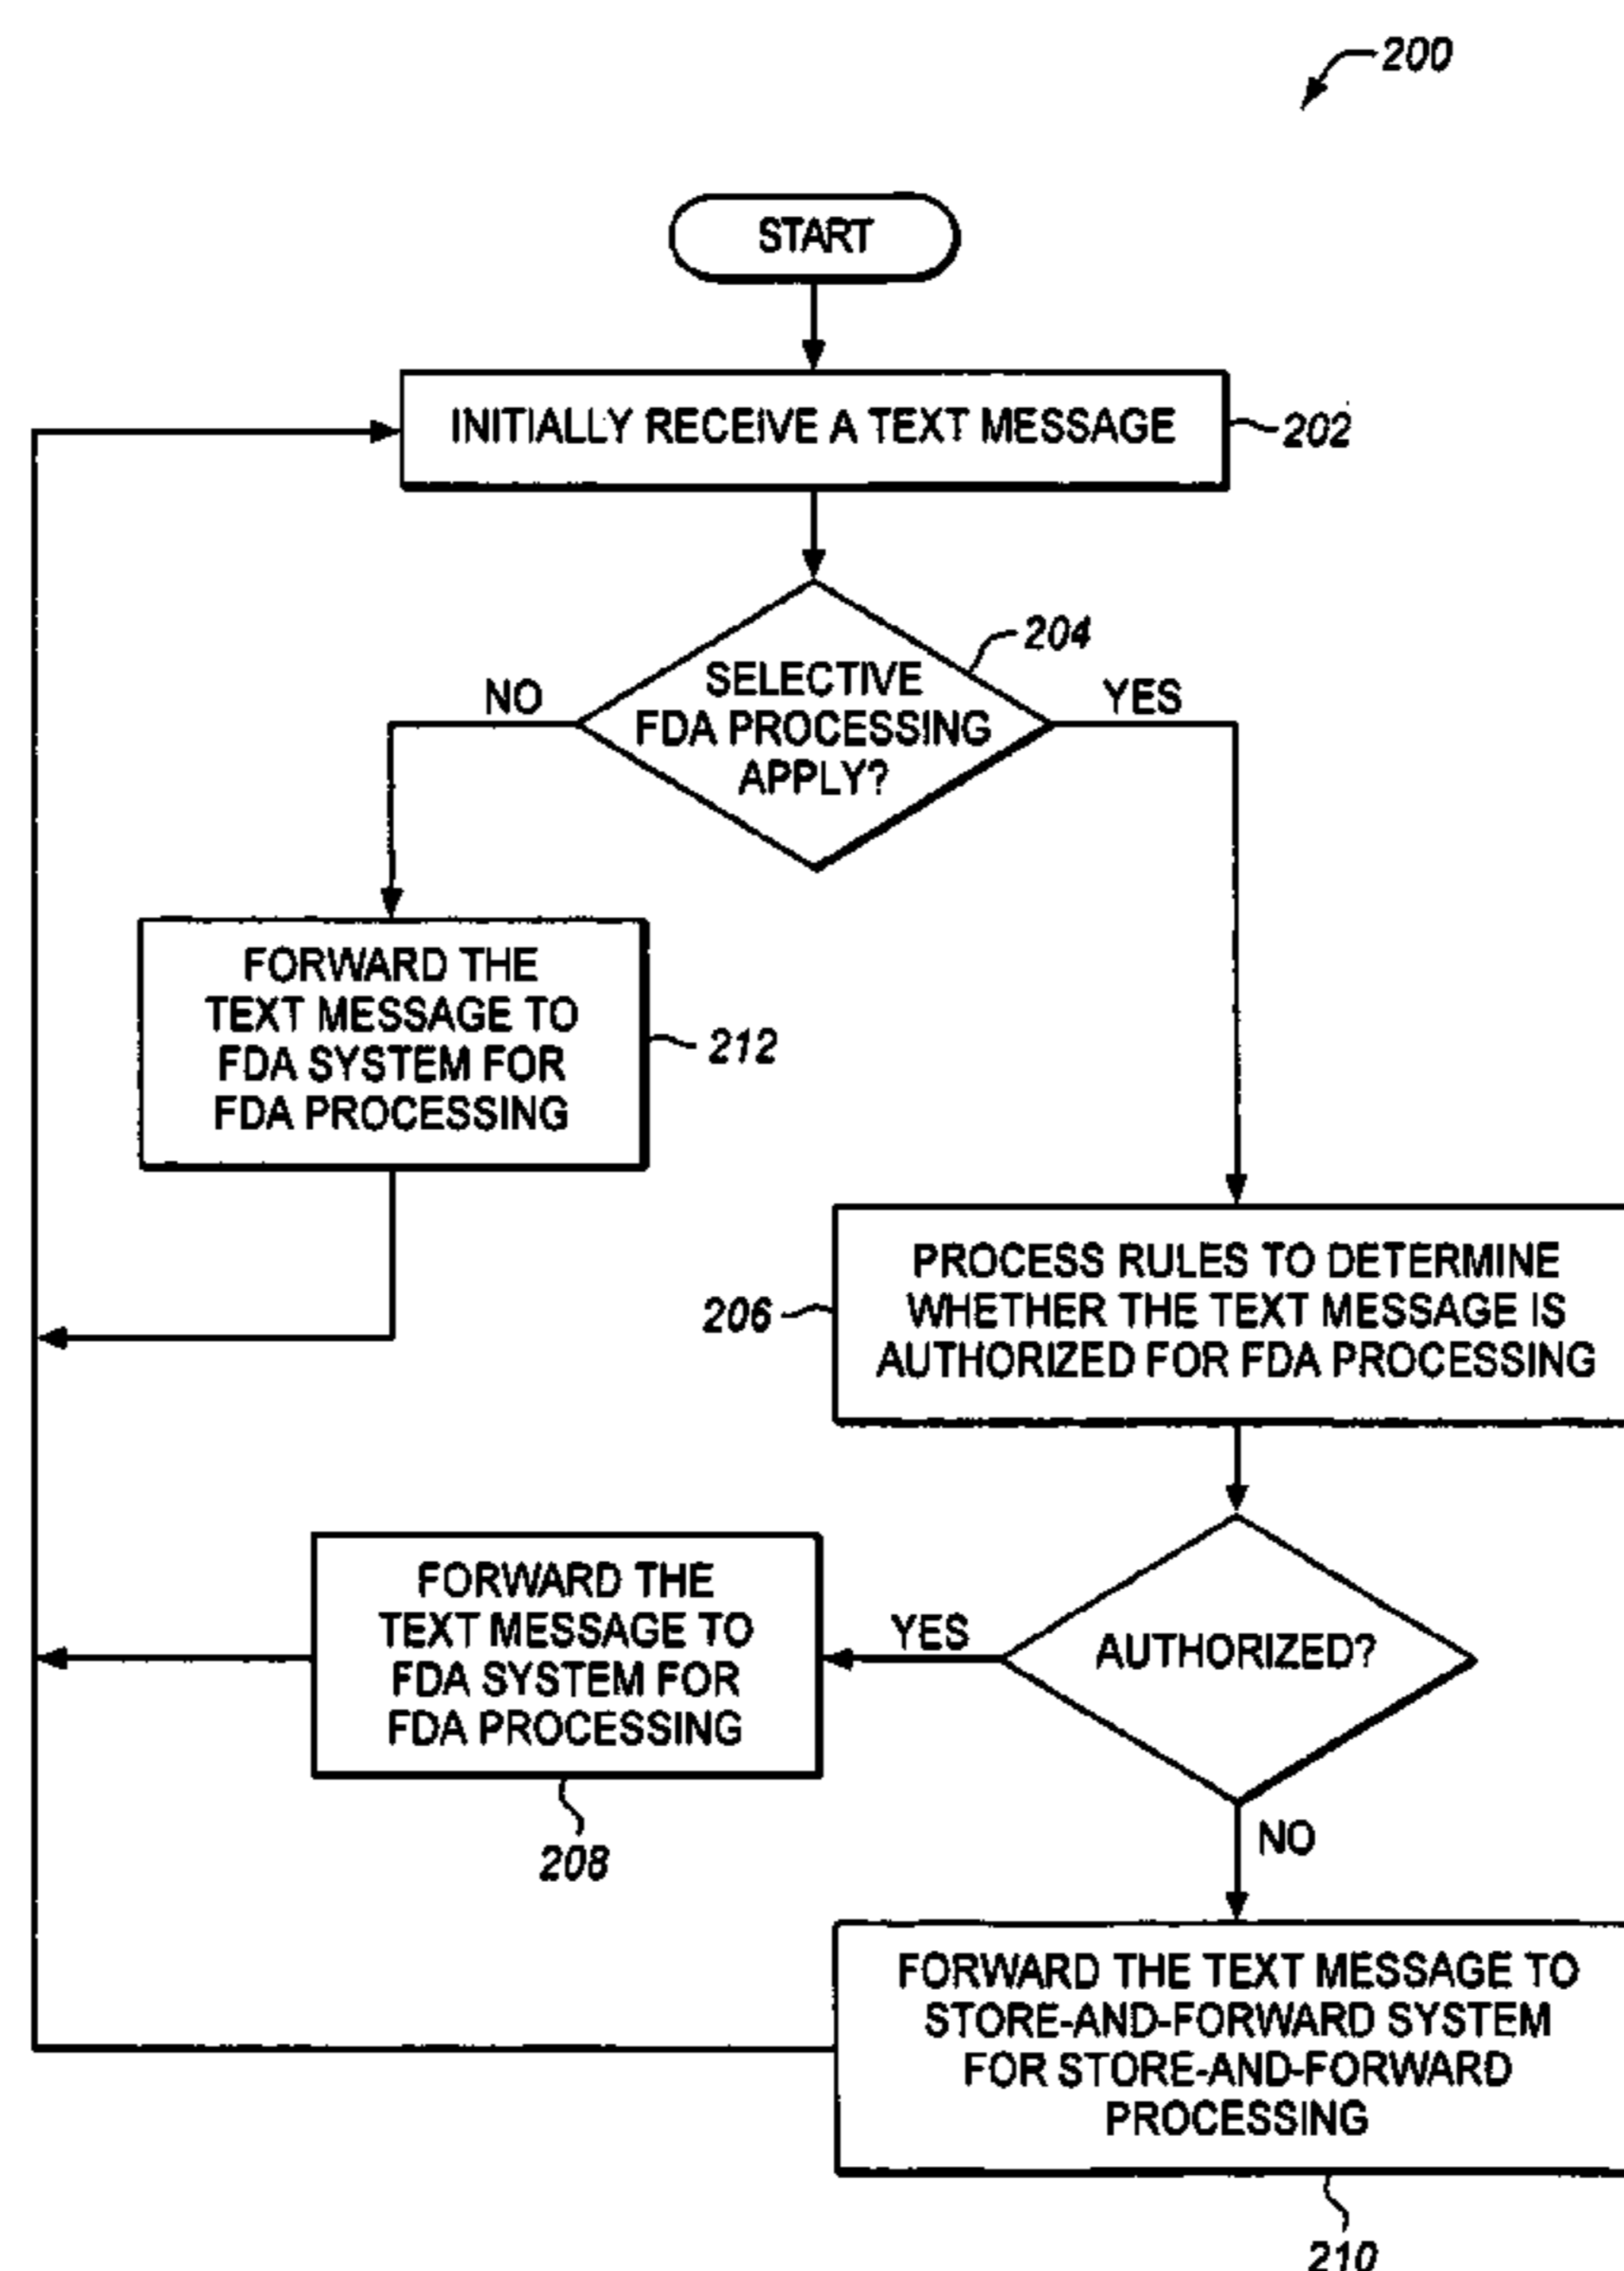 200
START
INITIALLY RECEIVE A TEXT MESSAGE
202
204
SELECTIVE
FDA PROCESSING
APPLY?
NO
YES
FORWARD THE
TEXT MESSAGE TO
FDA SYSTEM FOR
FDA PROCESSING
212
PROCESS RULES TO DETERMINE
WHETHER THE TEXT MESSAGE IS
AUTHORIZED FOR FDA PROCESSING
206
AUTHORIZED?
YES
FORWARD THE
TEXT MESSAGE TO
FDA SYSTEM FOR
FDA PROCESSING
208
NO
FORWARD THE TEXT MESSAGE TO
STORE-AND-FORWARD SYSTEM
FOR STORE-AND-FORWARD
PROCESSING
210